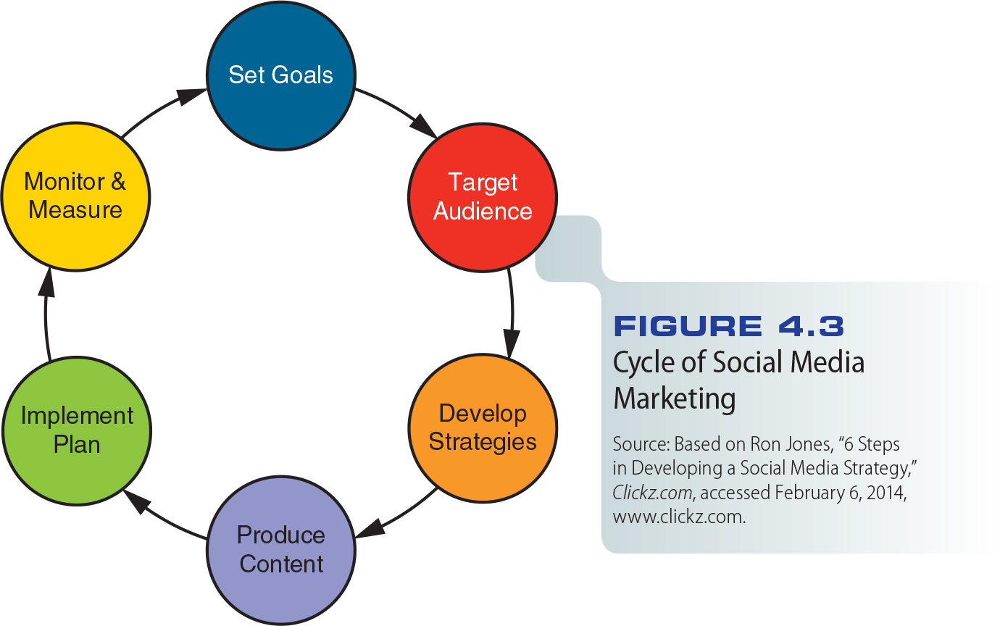 Set Goals
Target
Audience
Develop
Strategies
Produce
Content
Implement
Plan
Monitor &
Measure
FIGURE 4.3
Cycle of Social Media
Marketing
Source: Based on Ron Jones, “6 Steps
in Developing a Social Media Strategy,”
Clickz.com, accessed February 6, 2014,
www.clickz.com.